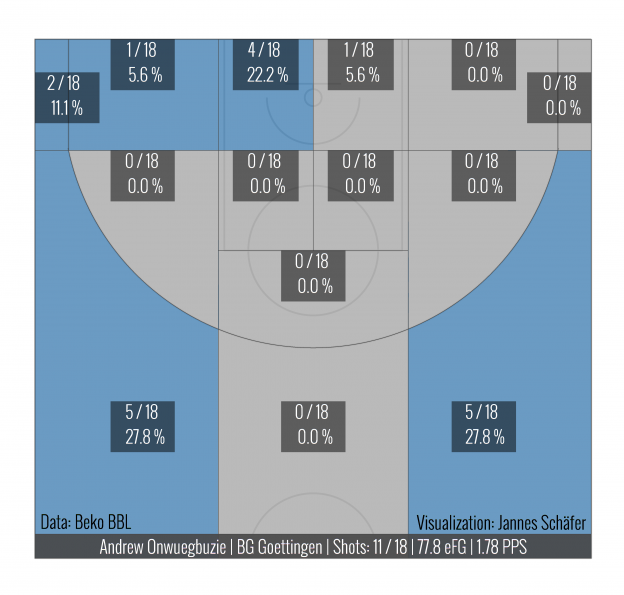 1 / 18
5.6 %
4 / 18
22.2 %
1 / 18
5.6 %
0 / 18
0.0 %
2 / 18
11.1 %
0 / 18
0.0 %
0 / 18
0.0 %
0 / 18
0.0 %
0 / 18
0.0 %
0 / 18
0.0 %
0 / 18
0.0 %
5 / 18
27.8 %
0 / 18
0.0 %
5 / 18
27.8 %
Data: Beko BBL
Visualization: Jannes Schäfer
Andrew Onwuegbuzie | BG Goettingen | Shots: 11 / 18 | 77.8 eFG | 1.78 PPS